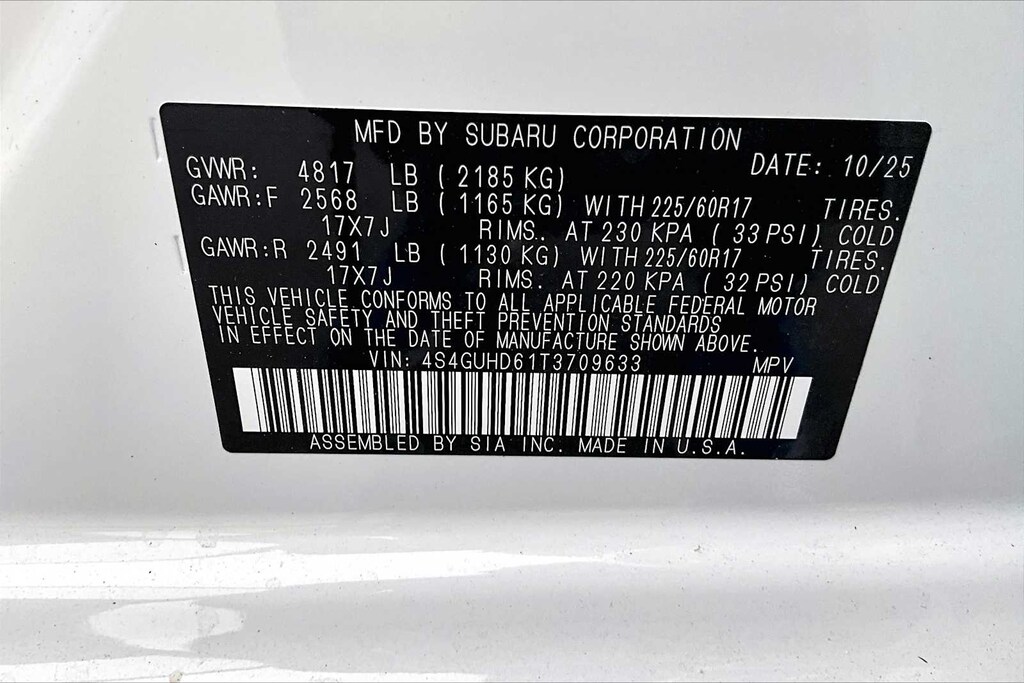 MFD BY SUBARU CORPORATION
DATE: 10/25
GVWR: 4817 LB ( 2185 KG)
GAWR:F 2568 LB ( 1165 KG) WITH 225/60R17 TIRES.
17X7J RIMS. AT 230 KPA ( 33 PSI) COLD
GAWR:R 2491 LB ( 1130 KG) WITH 225/60R17 TIRES.
17X7J RIMS. AT 220 KPA ( 32 PSI) COLD
THIS VEHICLE CONFORMS TO ALL APPLICABLE FEDERAL MOTOR
VEHICLE SAFETY AND THEFT PREVENTION STANDARDS
IN EFFECT ON THE DATE OF MANUFACTURE SHOWN ABOVE.
VIN: 4S4GUHD61T3709633 MPV
ASSEMBLED BY SIA INC. MADE IN U.S.A.